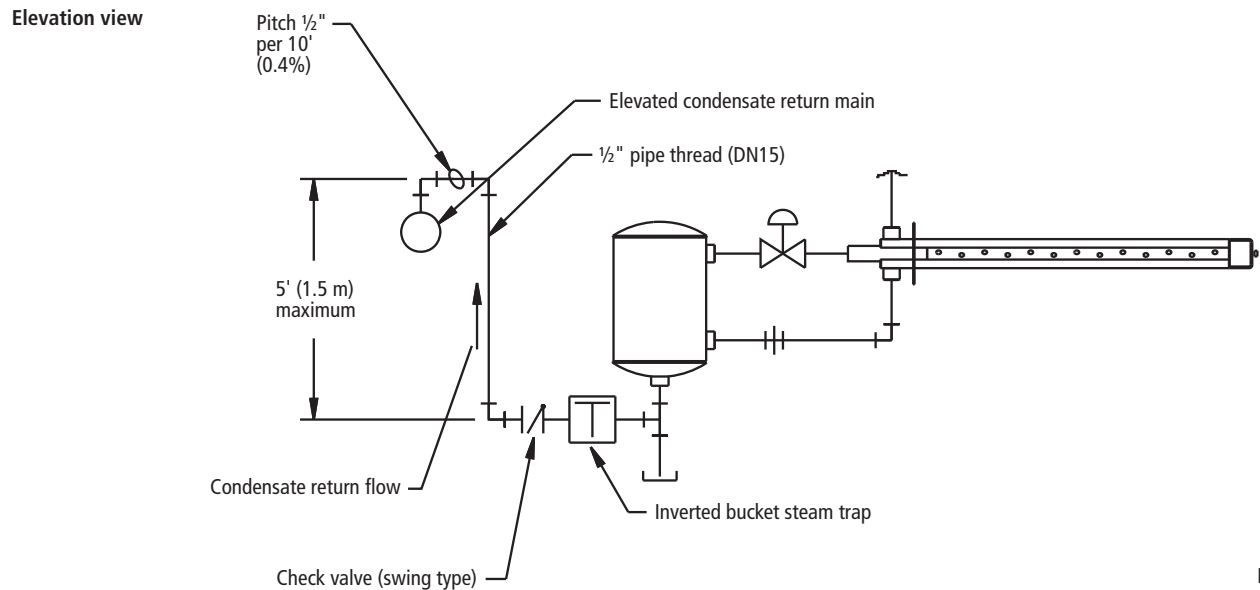 Elevation view
Pitch ½"
per 10'
(0.4%)
Elevated condensate return main
½" pipe thread (DN15)
5' (1.5 m)
maximum
Condensate return flow
Inverted bucket steam trap
Check valve (swing type)